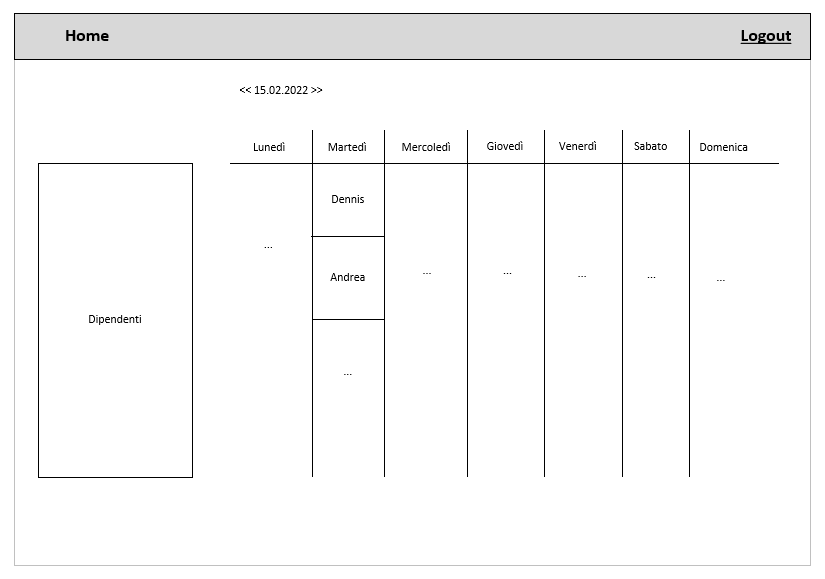 Home Logout
<< 15.02.2022 >>
Lunedì Martedì Mercoledì Giovedì Venerdì Sabato Domenica
Dennis
...
Andrea ... ... ... ... ...
Dipendenti
...